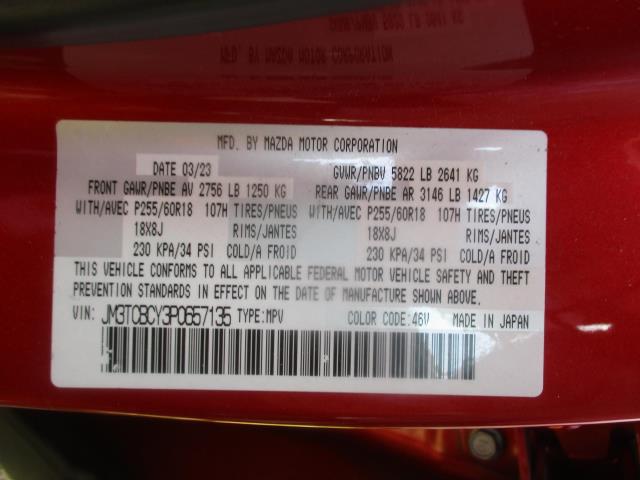 MFD. BY MAZDA MOTOR CORPORATION
DATE 03/23 GVWR/PNBV 5822 LB 2641 KG
FRONT GAWR/PNBE AV 2756 LB 1250 KG REAR GAWR/PNBE AR 3146 LB 1427 KG
WITH/AVEC P255/60R18 107H TIRES/PNEUS WITH/AVEC P255/60R18 107H TIRES/PNEUS
18X8J RIMS/JANTES 18X8J RIMS/JANTES
230 KPA/34 PSI COLD/A FROID 230 KPA/34 PSI COLD/A FROID
THIS VEHICLE CONFORMS TO ALL APPLICABLE FEDERAL MOTOR VEHICLE SAFETY AND THEFT
PREVENTION STANDARDS IN EFFECT ON THE DATE OF MANUFACTURE SHOWN ABOVE.
VIN: JM3TCBCY3P0657135 TYPE:MPV COLOR CODE: 46V MADE IN JAPAN